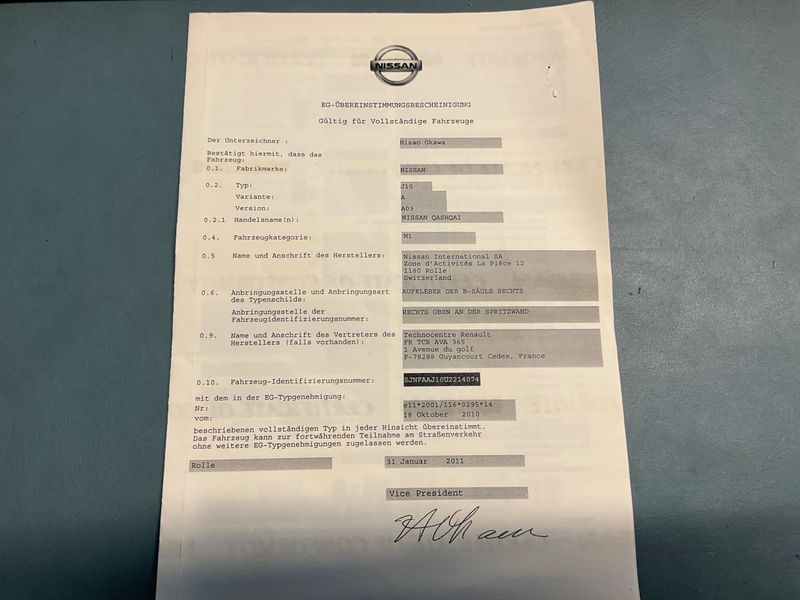 NISSAN
EG-ÜBEREINSTIMMUNGSBESCHEINIGUNG
Gültig für Vollständige Fahrzeuge
Der Unterzeichner : Hisao Okawa
Bestätigt hiermit, dass das
Fahrzeug:
0.1. Fabrikmarke: NISSAN
0.2. Typ: J10
Variante: A
Version: A03
0.2.1 Handelsname(n): NISSAN QASHQAI
0.4. Fahrzeugkategorie: M1
0.5 Name und Anschrift des Herstellers: Nissan International SA
Zone d'Activités La Pièce 12
1180 Rolle
Switzerland
0.6. Anbringungsstelle und Anbringungsart AUFKLEBER DER B-SÄULE RECHTS
des Typenschilds:
Anbringungsstelle der RECHTS OBEN AN DER SPRITZWAND
Fahrzeugidentifizierungsnummer:
0.9. Name und Anschrift des Vertreters des Technocentre Renault
Herstellers (falls vorhanden): FR TCR AVA 365
1 Avenue du golf
F-78288 Guyancourt Cedex, France
0.10. Fahrzeug-Identifizierungsnummer: SJNFAAJ10U2214074
mit dem in der EG-Typgenehmigung:
Nr: e11*2001/116*0295*14
vom: 18 Oktober 2010
beschriebenen vollständigen Typ in jeder Hinsicht übereinstimmt.
Das Fahrzeug kann zur fortwährenden Teilnahme am Straßenverkehr
ohne weitere EG-Typgenehmigungen zugelassen werden.
Rolle 31 Januar 2011
Vice President